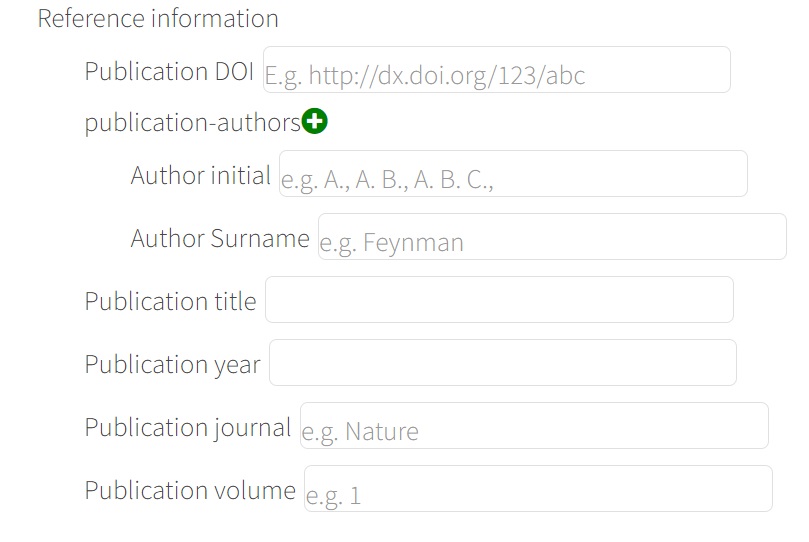 Reference information
Publication DOI E.g. http://dx.doi.org/123/abc
publication-authors
Author initial e.g. A., A. B., A. B. C.,
Author Surname e.g. Feynman
Publication title
Publication year
Publication journal e.g. Nature
Publication volume e.g. 1